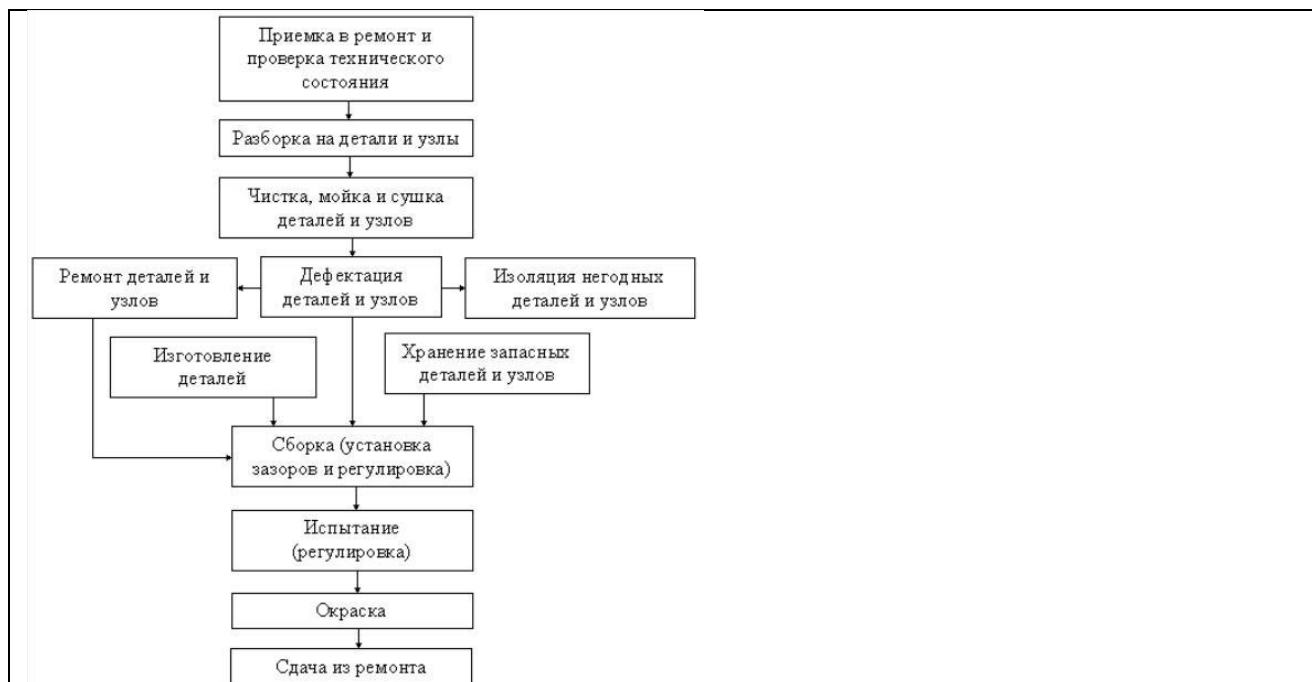 Приемка в ремонт и
проверка технического
состояния
Разборка на детали и узлы
Чистка, мойка и сушка
деталей и узлов
Ремонт деталей и
узлов
Дефектация
деталей и узлов
Изоляция негодных
деталей и узлов
Изготовление
деталей
Хранение запасных
деталей и узлов
Сборка (установка
зазоров и регулировка)
Испытание
(регулировка)
Окраска
Сдача из ремонта